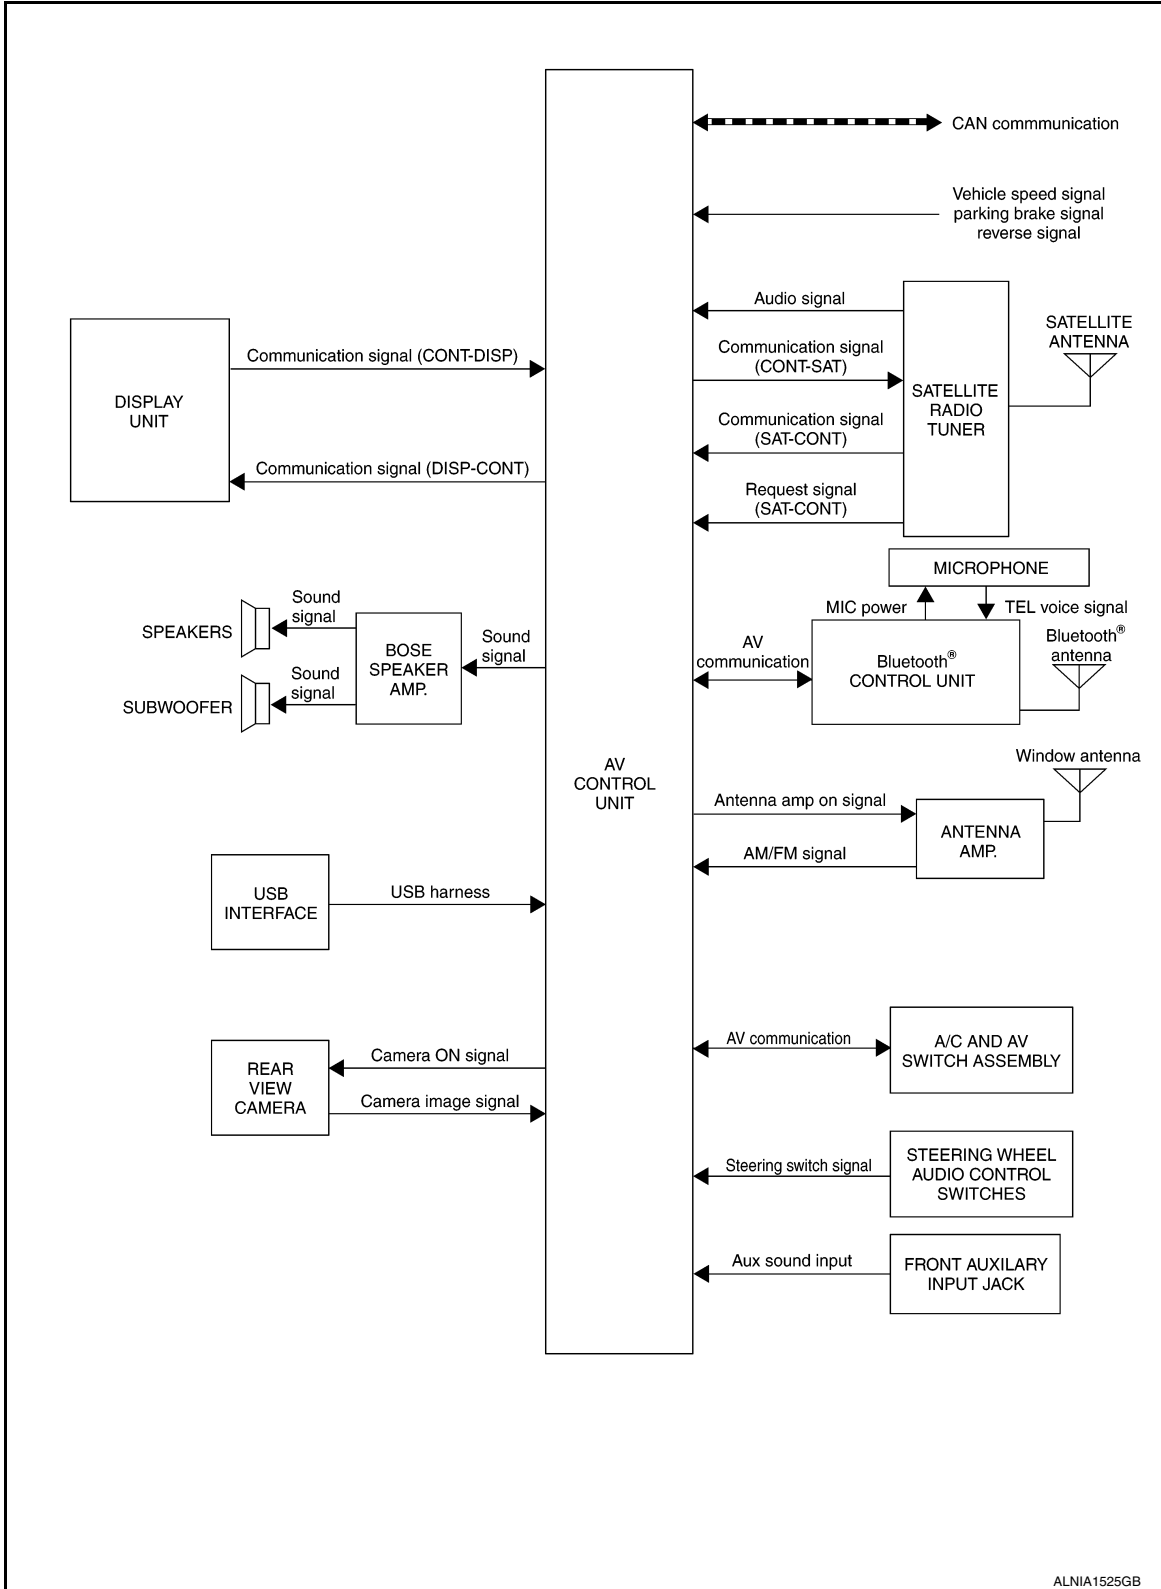 CAN commmunication
Vehicle speed signal
parking brake signal
reverse signal
Audio signal
Communication signal
(CONT-SAT)
Communication signal
(SAT-CONT)
Request signal
(SAT-CONT)
SATELLITE
RADIO
TUNER
SATELLITE
ANTENNA
DISPLAY
UNIT
Communication signal (CONT-DISP)
Communication signal (DISP-CONT)
MICROPHONE
MIC power
TEL voice signal
AV
communication
Bluetooth®
CONTROL UNIT
Bluetooth®
antenna
SPEAKERS
Sound
signal
SUBWOOFER
Sound
signal
BOSE
SPEAKER
AMP.
Sound
signal
AV
CONTROL
UNIT
Window antenna
Antenna amp on signal
AM/FM signal
ANTENNA
AMP.
USB
INTERFACE
USB harness
REAR
VIEW
CAMERA
Camera ON signal
Camera image signal
AV communication
A/C AND AV
SWITCH ASSEMBLY
Steering switch signal
STEERING WHEEL
AUDIO CONTROL
SWITCHES
Aux sound input
FRONT AUXILARY
INPUT JACK
ALNIA1525GB